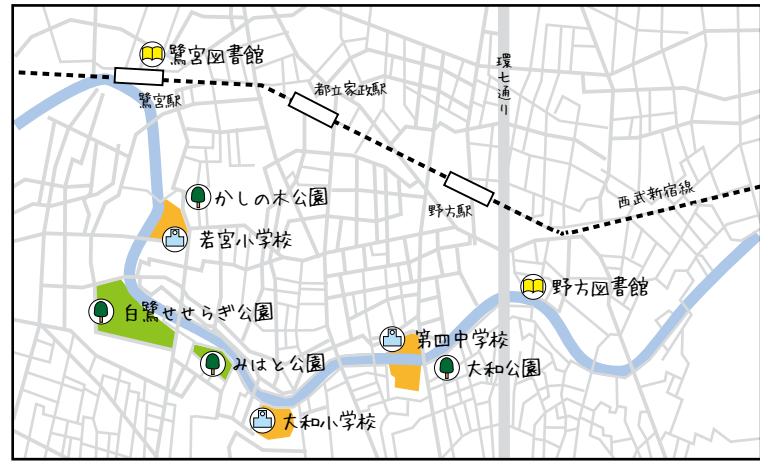 鷺宮図書館
鷺宮駅
都立家政駅
環七通り
野方駅
西武新宿線
かしの木公園
若宮小学校
白鷺せせらぎ公園
野方図書館
みはと公園
第四中学校
大和公園
大和小学校